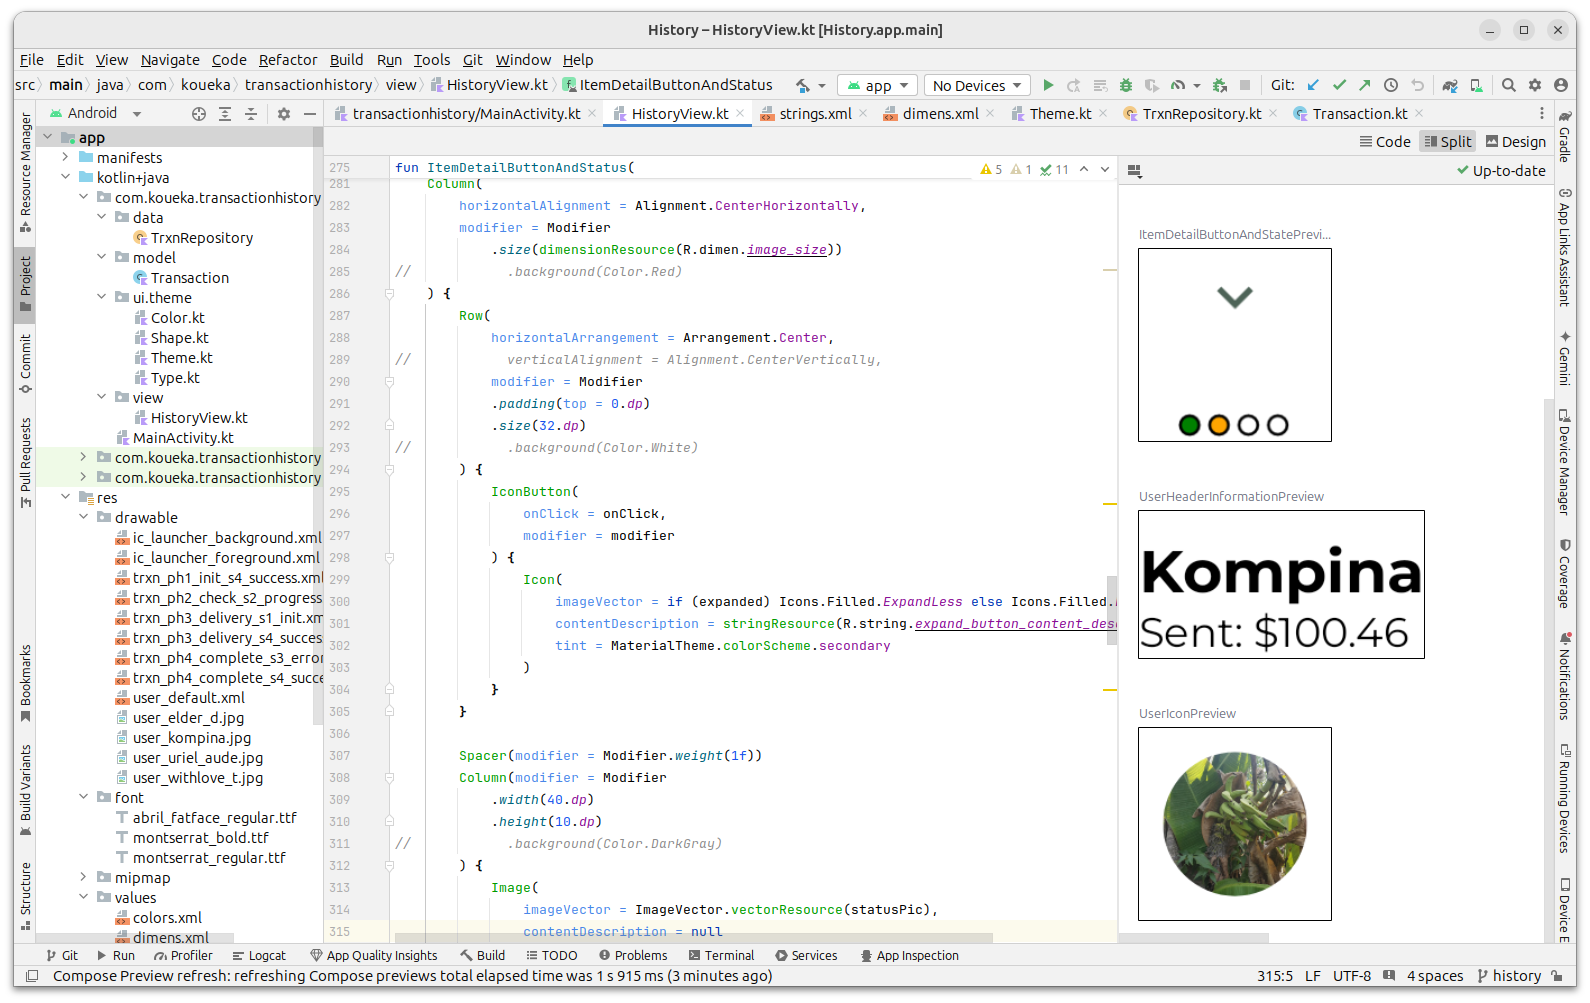 History – HistoryView.kt [History.app.main]
File Edit View Navigate Code Refactor Build Run Tools Git Window Help
src main java com koueka transactionhistory view HistoryView.kt ItemDetailButtonAndStatus app No Devices Git:
Android
transactionhistory/MainActivity.kt HistoryView.kt strings.xml dimens.xml Theme.kt TrxnRepository.kt Transaction.kt
Code Split Design
Up-to-date
Resource Manager
Project
Commit
Pull Requests
Bookmarks
Build Variants
Structure
app
manifests
kotlin+java
com.koueka.transactionhistory
data
TrxnRepository
model
Transaction
ui.theme
Color.kt
Shape.kt
Theme.kt
Type.kt
view
HistoryView.kt
MainActivity.kt
com.koueka.transactionhistory
com.koueka.transactionhistory
res
drawable
ic_launcher_background.xml
ic_launcher_foreground.xml
trxn_ph1_init_s4_success.xml
trxn_ph2_check_s2_progress
trxn_ph3_delivery_s1_init.xm
trxn_ph3_delivery_s4_success
trxn_ph4_complete_s3_error
trxn_ph4_complete_s4_succe
user_default.xml
user_elder_d.jpg
user_kompina.jpg
user_uriel_aude.jpg
user_withlove_t.jpg
font
abril_fatface_regular.ttf
montserrat_bold.ttf
montserrat_regular.ttf
mipmap
values
colors.xml
dimens.xml
275 fun ItemDetailButtonAndStatus( 5 1 11
281 Column(
282 horizontalAlignment = Alignment.CenterHorizontally,
283 modifier = Modifier
284 .size(dimensionResource(R.dimen.image_size))
285 // .background(Color.Red)
286 ) {
287 Row(
288 horizontalArrangement = Arrangement.Center,
289 // verticalAlignment = Alignment.CenterVertically,
290 modifier = Modifier
291 .padding(top = 0.dp)
292 .size(32.dp)
293 // .background(Color.White)
294 ) {
295 IconButton(
296 onClick = onClick,
297 modifier = modifier
298 ) {
299 Icon(
300 imageVector = if (expanded) Icons.Filled.ExpandLess else Icons.Filled.
301 contentDescription = stringResource(R.string.expand_button_content_desc
302 tint = MaterialTheme.colorScheme.secondary
303 )
304 }
305 }
306
307 Spacer(modifier = Modifier.weight(1f))
308 Column(modifier = Modifier
309 .width(40.dp)
310 .height(10.dp)
311 // .background(Color.DarkGray)
312 ) {
313 Image(
314 imageVector = ImageVector.vectorResource(statusPic),
315 contentDescription = null
ItemDetailButtonAndStatePrevi...
UserHeaderInformationPreview
Kompina
Sent: $100.46
UserIconPreview
Gradle
App Links Assistant
Gemini
Device Manager
Coverage
Notifications
Running Devices
Device E
Git Run Profiler Logcat App Quality Insights Build TODO Problems Terminal Services App Inspection
Compose Preview refresh: refreshing Compose previews total elapsed time was 1 s 915 ms (3 minutes ago) 315:5 LF UTF-8 4 spaces history